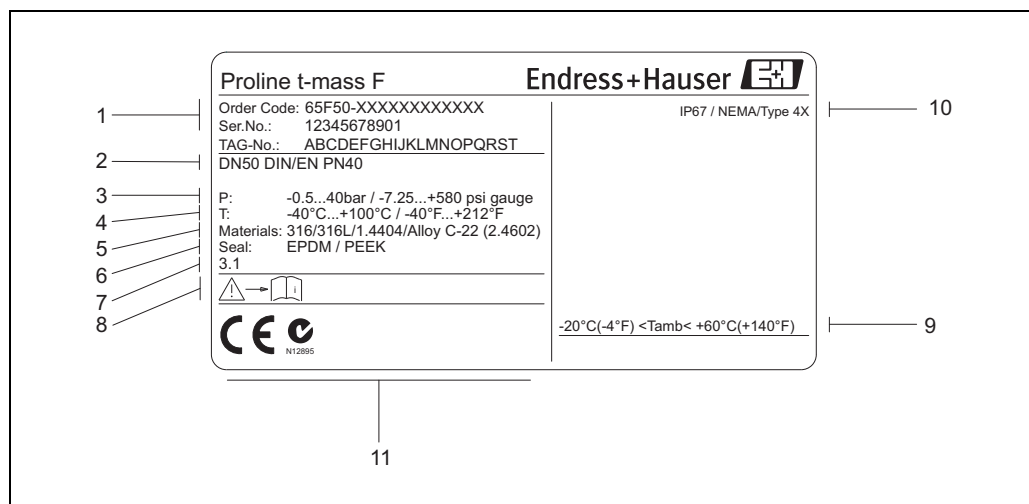 Proline t-mass F
Endress+Hauser EH
Order Code: 65F50-XXXXXXXXXXXX
Ser.No.: 12345678901
TAG-No.: ABCDEFGHIJKLMNOPQRST
DN50 DIN/EN PN40
P: -0.5...40bar / -7.25...+580 psi gauge
T: -40°C...+100°C / -40°F...+212°F
Materials: 316/316L/1.4404/Alloy C-22 (2.4602)
Seal: EPDM / PEEK
3.1
i
CE
N12895
IP67 / NEMA/Type 4X
-20°C(-4°F) <Tamb< +60°C(+140°F)
1
2
3
4
5
6
7
8
10
9
11